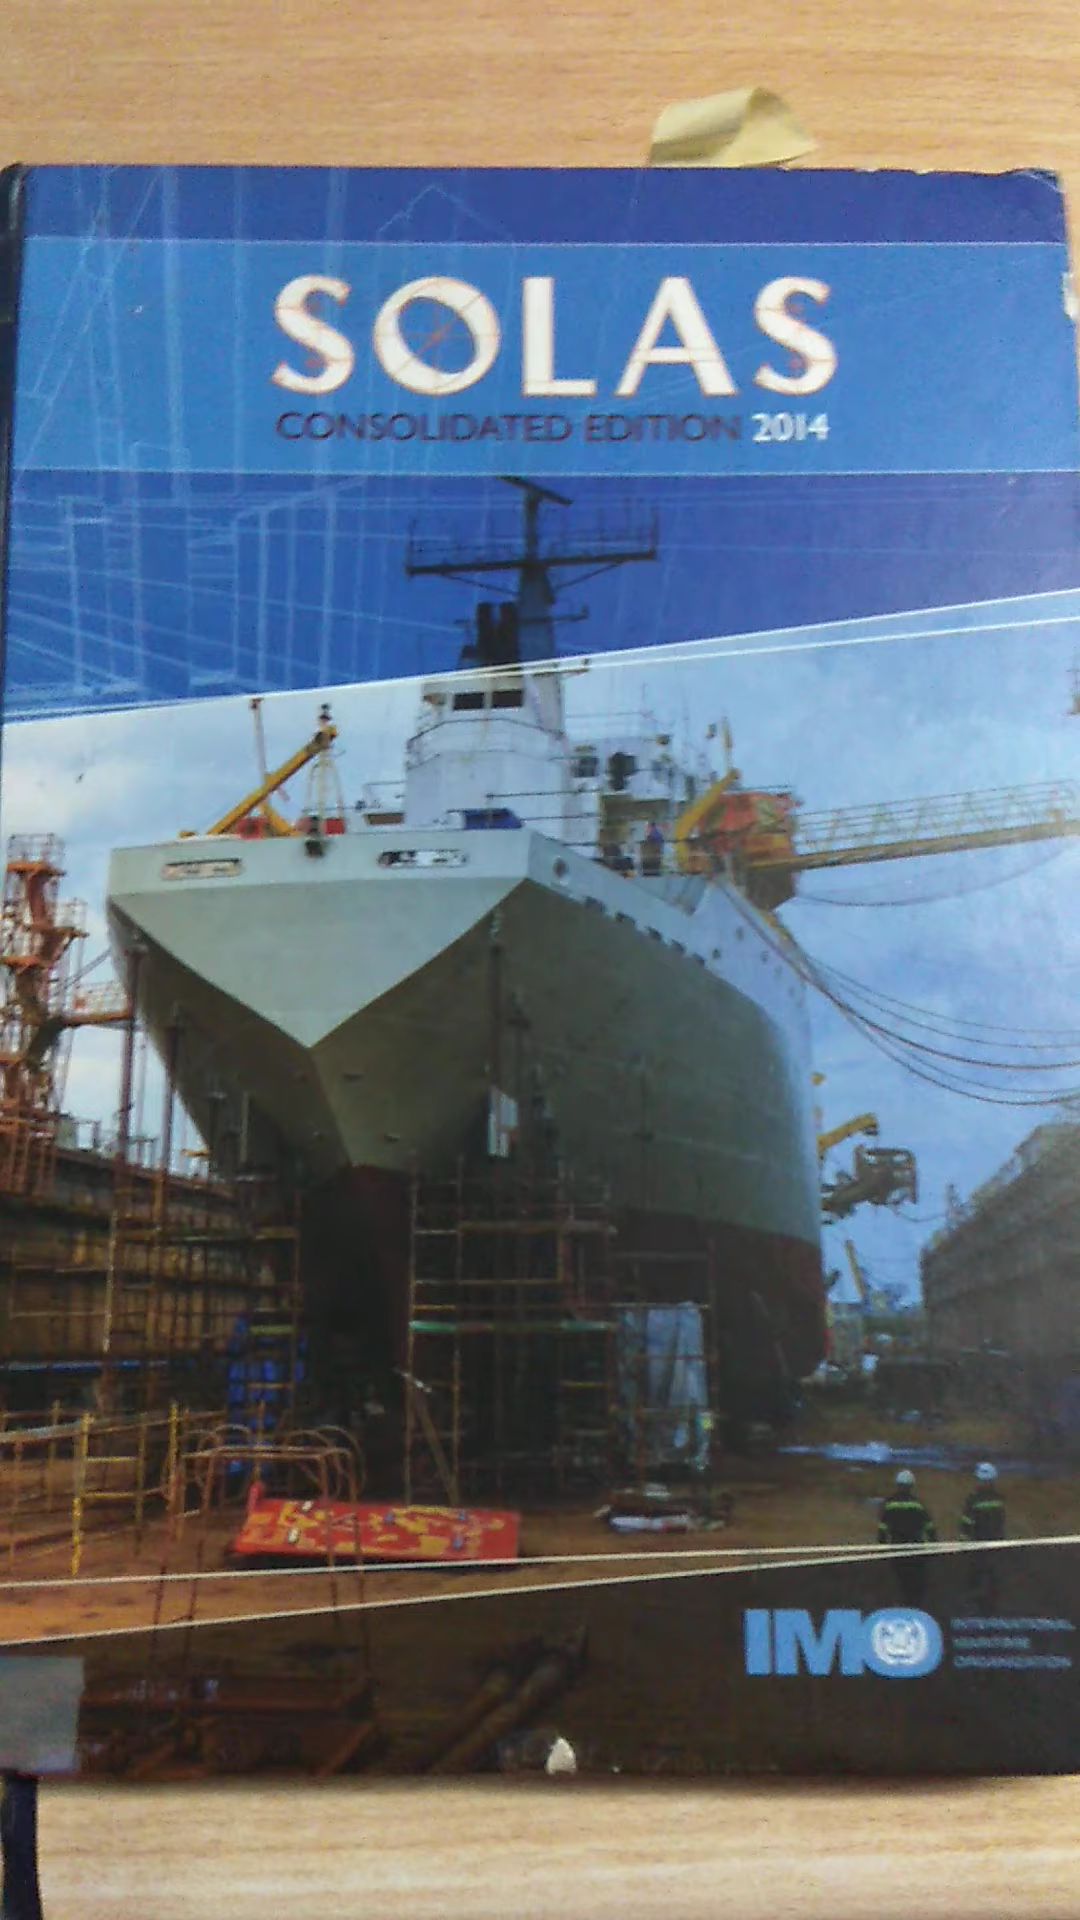 SOLAS
CONSOLIDATED EDITION 2014
IMO
INTERNATIONAL
MARITIME
ORGANIZATION